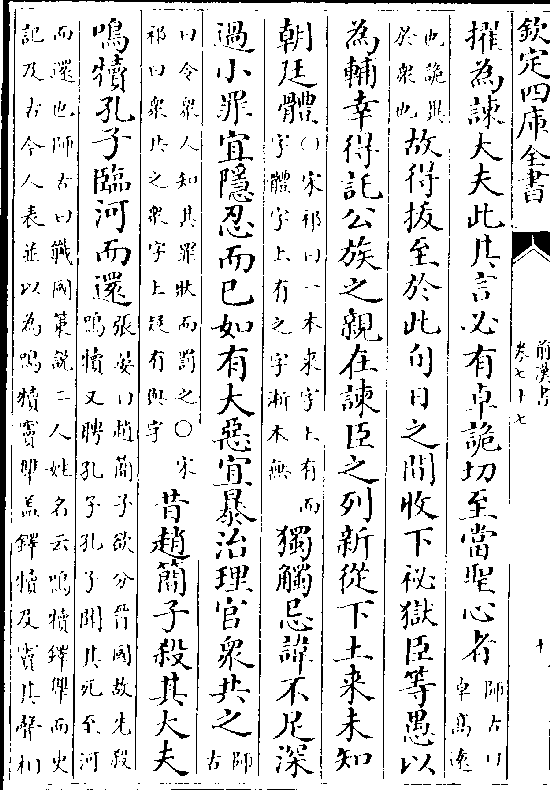 欽定四庫全書
前漢書
卷七十七
十
擢為諫大夫此其言必有卓詭切至當聖心者師古曰卓高遠
也詭異於衆也故得拔至於此旬日之間收下祕獄臣等愚以
為輔幸得託公族之親在諫臣之列新從下土来未知
朝廷體○宋祁曰一本来字上有而字體字上有之字浙本無獨觸忌諱不足深
過小罪宜隱忍而已如有大惡宜暴治理官衆共之師古
曰令衆人知其罪狀而罰之○宋祁曰衆共之衆字上疑有與字昔趙簡子殺其大夫
鳴犢孔子臨河而還張晏曰趙簡子欲分晉國故先殺鳴犢又聘孔子孔子聞其死至河
而還也師古曰戰國策說二人姓名云鳴犢鐸犨而史記及古今人表並以為鳴犢竇犨蓋鐸犢及竇其聲相